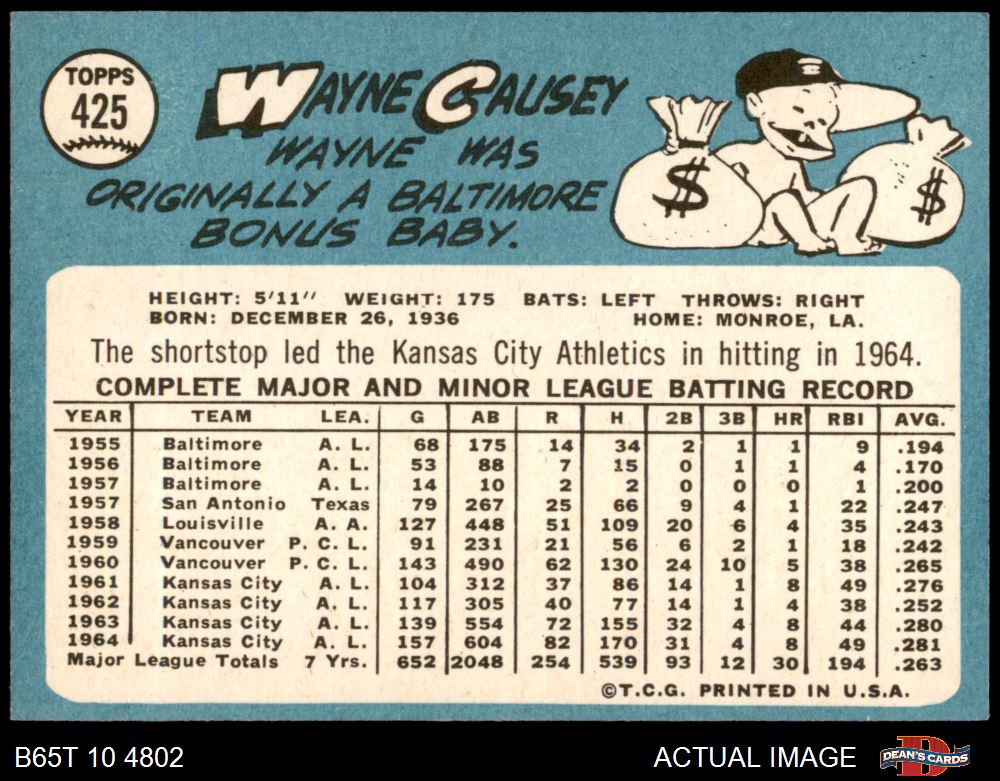 TOPPS
425
WAYNE CAUSEY
WAYNE WAS
ORIGINALLY A BALTIMORE
BONUS BABY.
B
$ $
HEIGHT: 5'11" WEIGHT: 175 BATS: LEFT THROWS: RIGHT
BORN: DECEMBER 26, 1936 HOME: MONROE, LA.
The shortstop led the Kansas City Athletics in hitting in 1964.
COMPLETE MAJOR AND MINOR LEAGUE BATTING RECORD
YEAR TEAM LEA. G AB R H 2B 3B HR RBI AVG.
1955 Baltimore A. L. 68 175 14 34 2 1 1 9 .194
1956 Baltimore A. L. 53 88 7 15 0 1 1 4 .170
1957 Baltimore A. L. 14 10 2 2 0 0 0 1 .200
1957 San Antonio Texas 79 267 25 66 9 4 1 22 .247
1958 Louisville A. A. 127 448 51 109 20 6 4 35 .243
1959 Vancouver P. C. L. 91 231 21 56 6 2 1 18 .242
1960 Vancouver P. C. L. 143 490 62 130 24 10 5 38 .265
1961 Kansas City A. L. 104 312 37 86 14 1 8 49 .276
1962 Kansas City A. L. 117 305 40 77 14 1 4 38 .252
1963 Kansas City A. L. 139 554 72 155 32 4 8 44 .280
1964 Kansas City A. L. 157 604 82 170 31 4 8 49 .281
Major League Totals 7 Yrs. 652 2048 254 539 93 12 30 194 .263
©T.C.G. PRINTED IN U.S.A.
B65T 10 4802 ACTUAL IMAGE DEAN'S CARDS